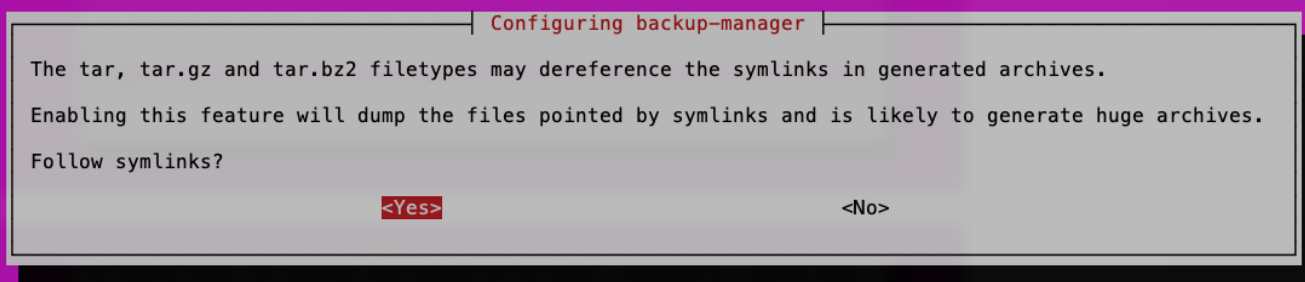 Configuring backup-manager
The tar, tar.gz and tar.bz2 filetypes may dereference the symlinks in generated archives.
Enabling this feature will dump the files pointed by symlinks and is likely to generate huge archives.
Follow symlinks?
<Yes> <No>